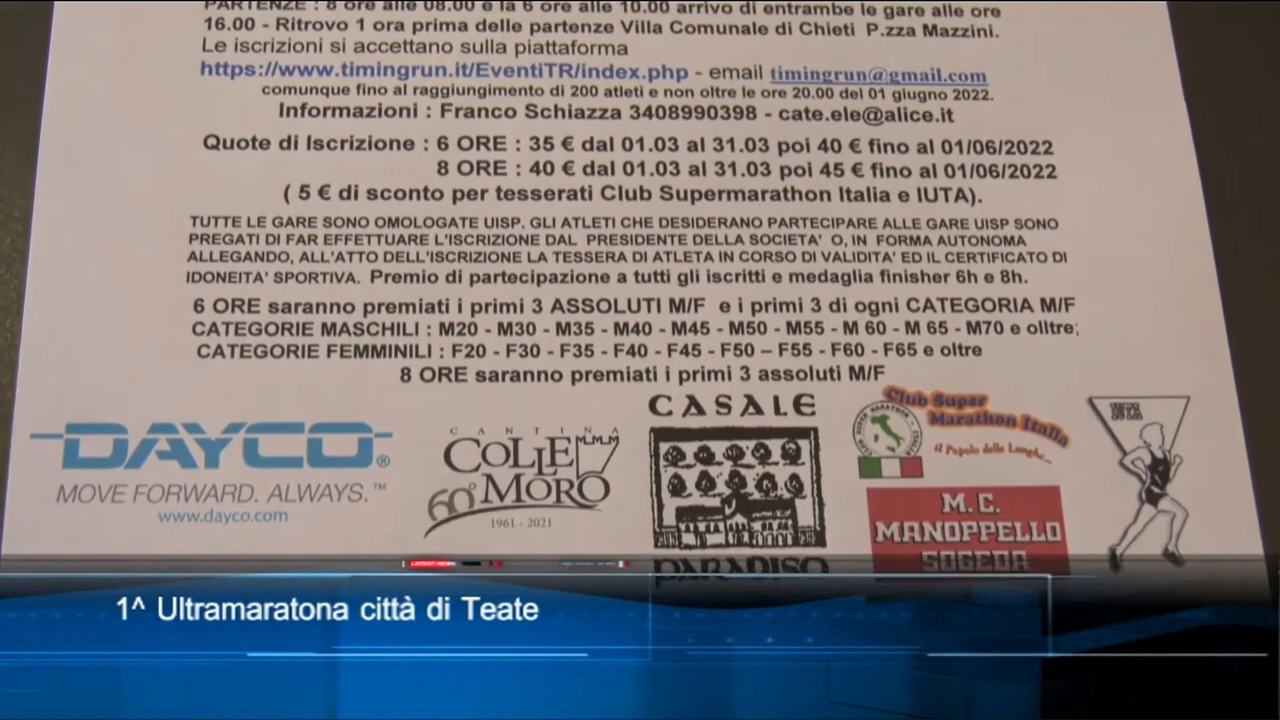 PARTENZE : 8 ore alle 08.00 e la 6 ore alle 10.00 arrivo di entrambe le gare alle ore
16.00 - Ritrovo 1 ora prima delle partenze Villa Comunale di Chieti P.zza Mazzini.
Le iscrizioni si accettano sulla piattaforma
https://www.timingrun.it/EventiTR/index.php - email timingrun@gmail.com
comunque fino al raggiungimento di 200 atleti e non oltre le ore 20.00 del 01 giugno 2022.
Informazioni : Franco Schiazza 3408990398 - cate.ele@alice.it
Quote di Iscrizione : 6 ORE : 35 € dal 01.03 al 31.03 poi 40 € fino al 01/06/2022
8 ORE : 40 € dal 01.03 al 31.03 poi 45 € fino al 01/06/2022
( 5 € di sconto per tesserati Club Supermarathon Italia e IUTA).
TUTTE LE GARE SONO OMOLOGATE UISP. GLI ATLETI CHE DESIDERANO PARTECIPARE ALLE GARE UISP SONO
PREGATI DI FAR EFFETTUARE L'ISCRIZIONE DAL PRESIDENTE DELLA SOCIETA' O, IN FORMA AUTONOMA
ALLEGANDO, ALL'ATTO DELL'ISCRIZIONE LA TESSERA DI ATLETA IN CORSO DI VALIDITA' ED IL CERTIFICATO DI
IDONEITA' SPORTIVA. Premio di partecipazione a tutti gli iscritti e medaglia finisher 6h e 8h.
6 ORE saranno premiati i primi 3 ASSOLUTI M/F e i primi 3 di ogni CATEGORIA M/F
CATEGORIE MASCHILI : M20 - M30 - M35 - M40 - M45 - M50 - M55 - M 60 - M 65 - M70 e olltre;
CATEGORIE FEMMINILI : F20 - F30 - F35 - F40 - F45 - F50 – F55 - F60 - F65 e oltre
8 ORE saranno premiati i primi 3 assoluti M/F
DAYCO®
MOVE FORWARD. ALWAYS.™
www.dayco.com
CANTINA
COLLE
MORO
60°
1961 - 2021
CASALE
PARADISO
Club Super
Marathon Italia
il Popolo delle Lunghe...
M.C.
MANOPPELLO
SOGEDA
LATEST NEWS
1^ Ultramaratona città di Teate